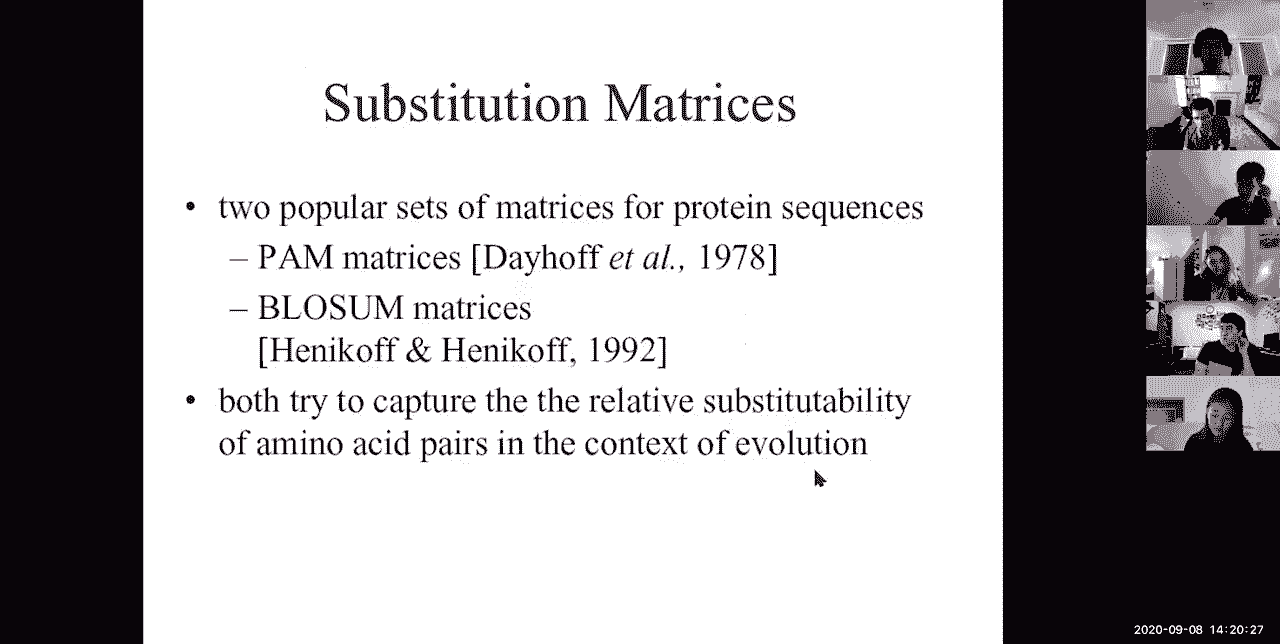 Substitution Matrices
• two popular sets of matrices for protein sequences
– PAM matrices [Dayhoff et al., 1978]
– BLOSUM matrices
[Henikoff & Henikoff, 1992]
• both try to capture the the relative substitutability
of amino acid pairs in the context of evolution
2020-09-08 14:20:27